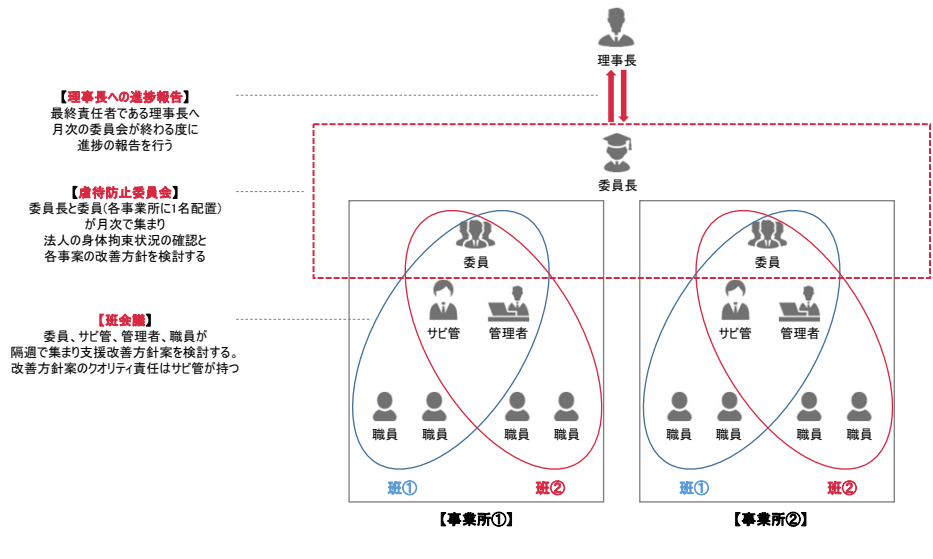 理事長
【理事長への進捗報告】
最終責任者である理事長へ
月次の委員会が終わる度に
進捗の報告を行う
委員長
【虐待防止委員会】
委員長と委員(各事業所に1名配置)
が月次で集まり
法人の身体拘束状況の確認と
各事案の改善方針を検討する
委員
委員
【班会議】
委員、サビ管、管理者、職員が
隔週で集まり支援改善方針案を検討する。
改善方針案のクオリティ責任はサビ管が持つ
サビ管 管理者
サビ管 管理者
職員 職員 職員 職員
職員 職員 職員 職員
班① 班②
班① 班②
【事業所①】
【事業所②】